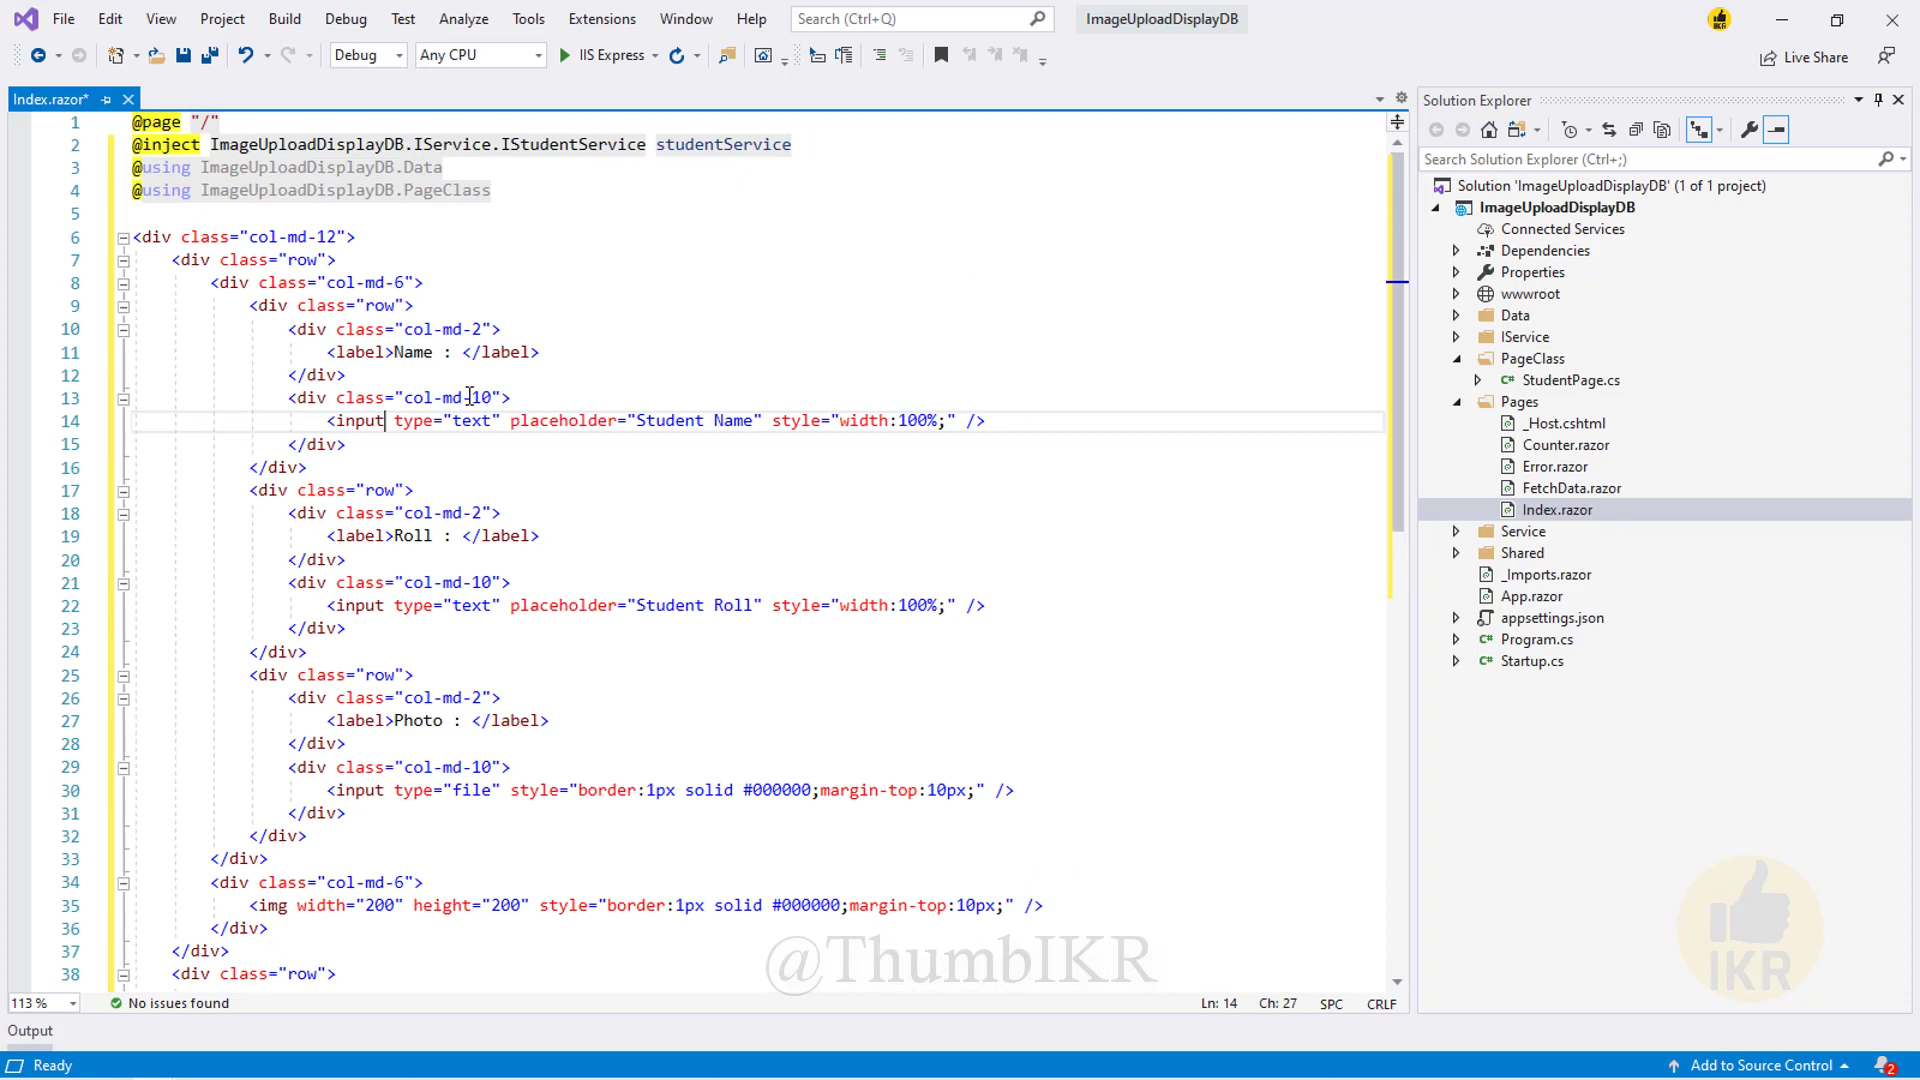 File Edit View Project Build Debug Test Analyze Tools Extensions Window Help Search (Ctrl+Q) ImageUploadDisplayDB
Debug Any CPU IIS Express Live Share
Index.razor*
1 @page "/"
2 @inject ImageUploadDisplayDB.IService.IStudentService studentService
3 @using ImageUploadDisplayDB.Data
4 @using ImageUploadDisplayDB.PageClass
5
6 <div class="col-md-12">
7 <div class="row">
8 <div class="col-md-6">
9 <div class="row">
10 <div class="col-md-2">
11 <label>Name : </label>
12 </div>
13 <div class="col-md-10">
14 <input type="text" placeholder="Student Name" style="width:100%;" />
15 </div>
16 </div>
17 <div class="row">
18 <div class="col-md-2">
19 <label>Roll : </label>
20 </div>
21 <div class="col-md-10">
22 <input type="text" placeholder="Student Roll" style="width:100%;" />
23 </div>
24 </div>
25 <div class="row">
26 <div class="col-md-2">
27 <label>Photo : </label>
28 </div>
29 <div class="col-md-10">
30 <input type="file" style="border:1px solid #000000;margin-top:10px;" />
31 </div>
32 </div>
33 </div>
34 <div class="col-md-6">
35 <img width="200" height="200" style="border:1px solid #000000;margin-top:10px;" />
36 </div>
37 </div>
38 <div class="row">
@ThumbIKR
113 % No issues found Ln: 14 Ch: 27 SPC CRLF
Output
Solution Explorer
Search Solution Explorer (Ctrl+;)
Solution 'ImageUploadDisplayDB' (1 of 1 project)
ImageUploadDisplayDB
Connected Services
Dependencies
Properties
wwwroot
Data
IService
PageClass
C# StudentPage.cs
Pages
_Host.cshtml
Counter.razor
Error.razor
FetchData.razor
Index.razor
Service
Shared
_Imports.razor
App.razor
appsettings.json
C# Program.cs
C# Startup.cs
IKR
Ready Add to Source Control 2